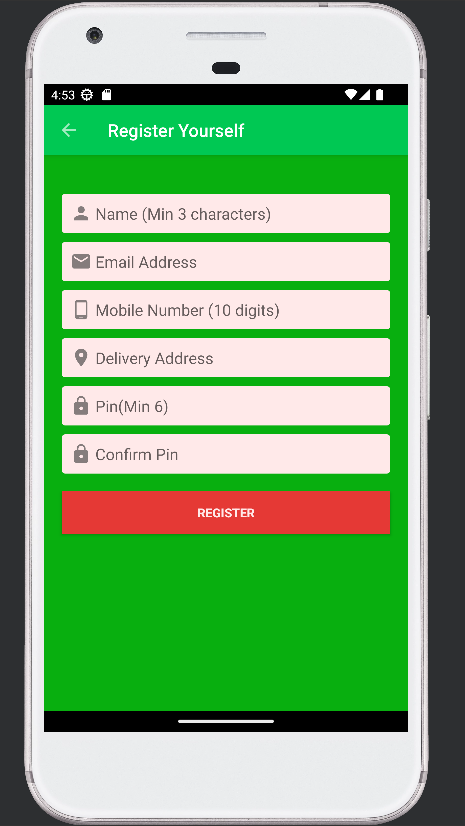 4:53
Register Yourself
Name (Min 3 characters)
Email Address
Mobile Number (10 digits)
Delivery Address
Pin(Min 6)
Confirm Pin
REGISTER